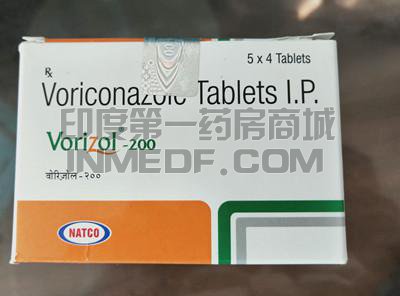 5 x 4 Tablets
Rx
Voriconazole Tablets I.P.
印度第一药房商城
Vorizol®-200
INMEDF.COM
वोरिज़ोल-२००
NATCO